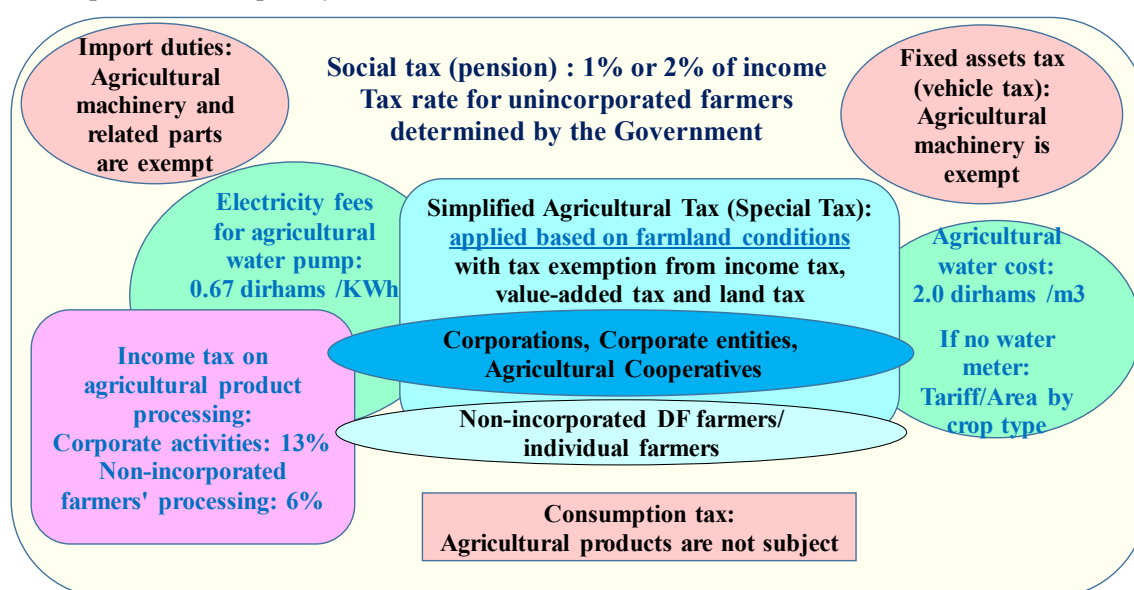 Import duties:
Agricultural
machinery and
related parts
are exempt
Social tax (pension) : 1% or 2% of income
Tax rate for unincorporated farmers
determined by the Government
Fixed assets tax
(vehicle tax):
Agricultural
machinery is
exempt
Electricity fees
for agricultural
water pump:
0.67 dirhams /KWh
Simplified Agricultural Tax (Special Tax):
applied based on farmland conditions
with tax exemption from income tax,
value-added tax and land tax
Agricultural
water cost:
2.0 dirhams /m3
If no water
meter:
Tariff/Area by
crop type
Corporations, Corporate entities,
Agricultural Cooperatives
Non-incorporated DF farmers/
individual farmers
Income tax on
agricultural product
processing:
Corporate activities: 13%
Non-incorporated
farmers' processing: 6%
Consumption tax:
Agricultural products are not subject